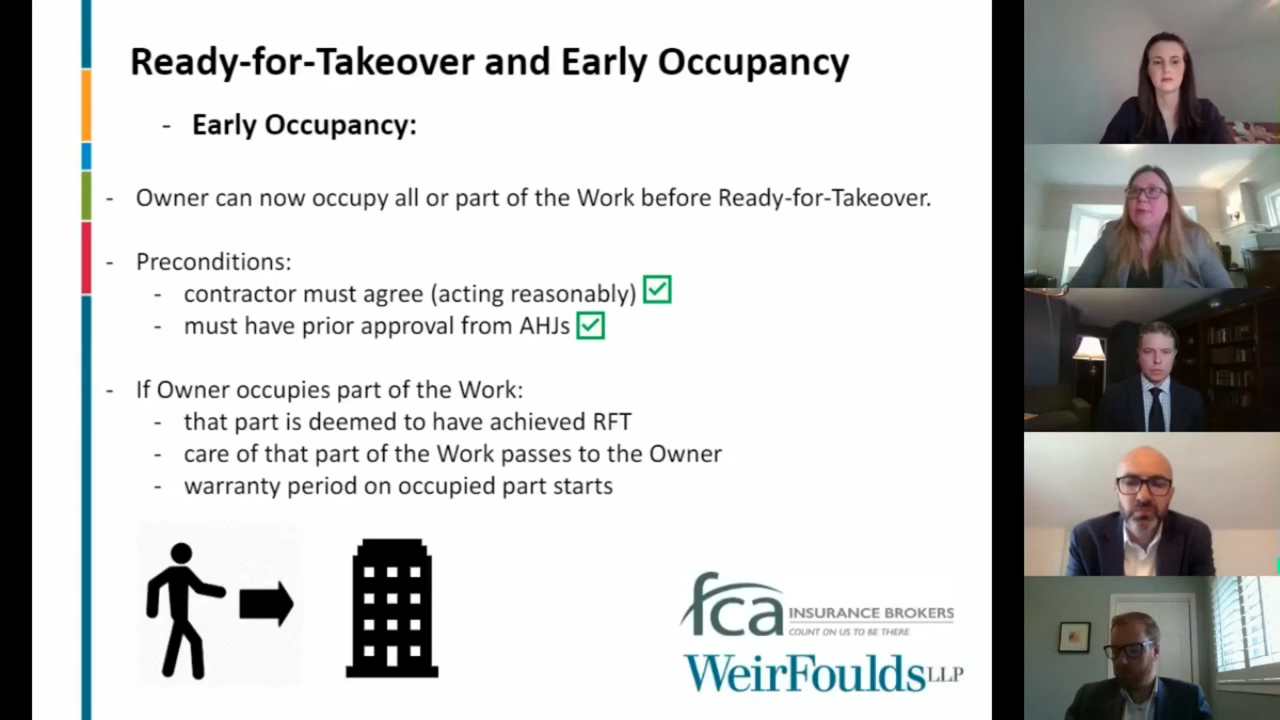 Ready-for-Takeover and Early Occupancy
- Early Occupancy:
- Owner can now occupy all or part of the Work before Ready-for-Takeover.
- Preconditions:
- contractor must agree (acting reasonably)
- must have prior approval from AHJs
- If Owner occupies part of the Work:
- that part is deemed to have achieved RFT
- care of that part of the Work passes to the Owner
- warranty period on occupied part starts
fca INSURANCE BROKERS
COUNT ON US TO BE THERE
WeirFoulds LLP